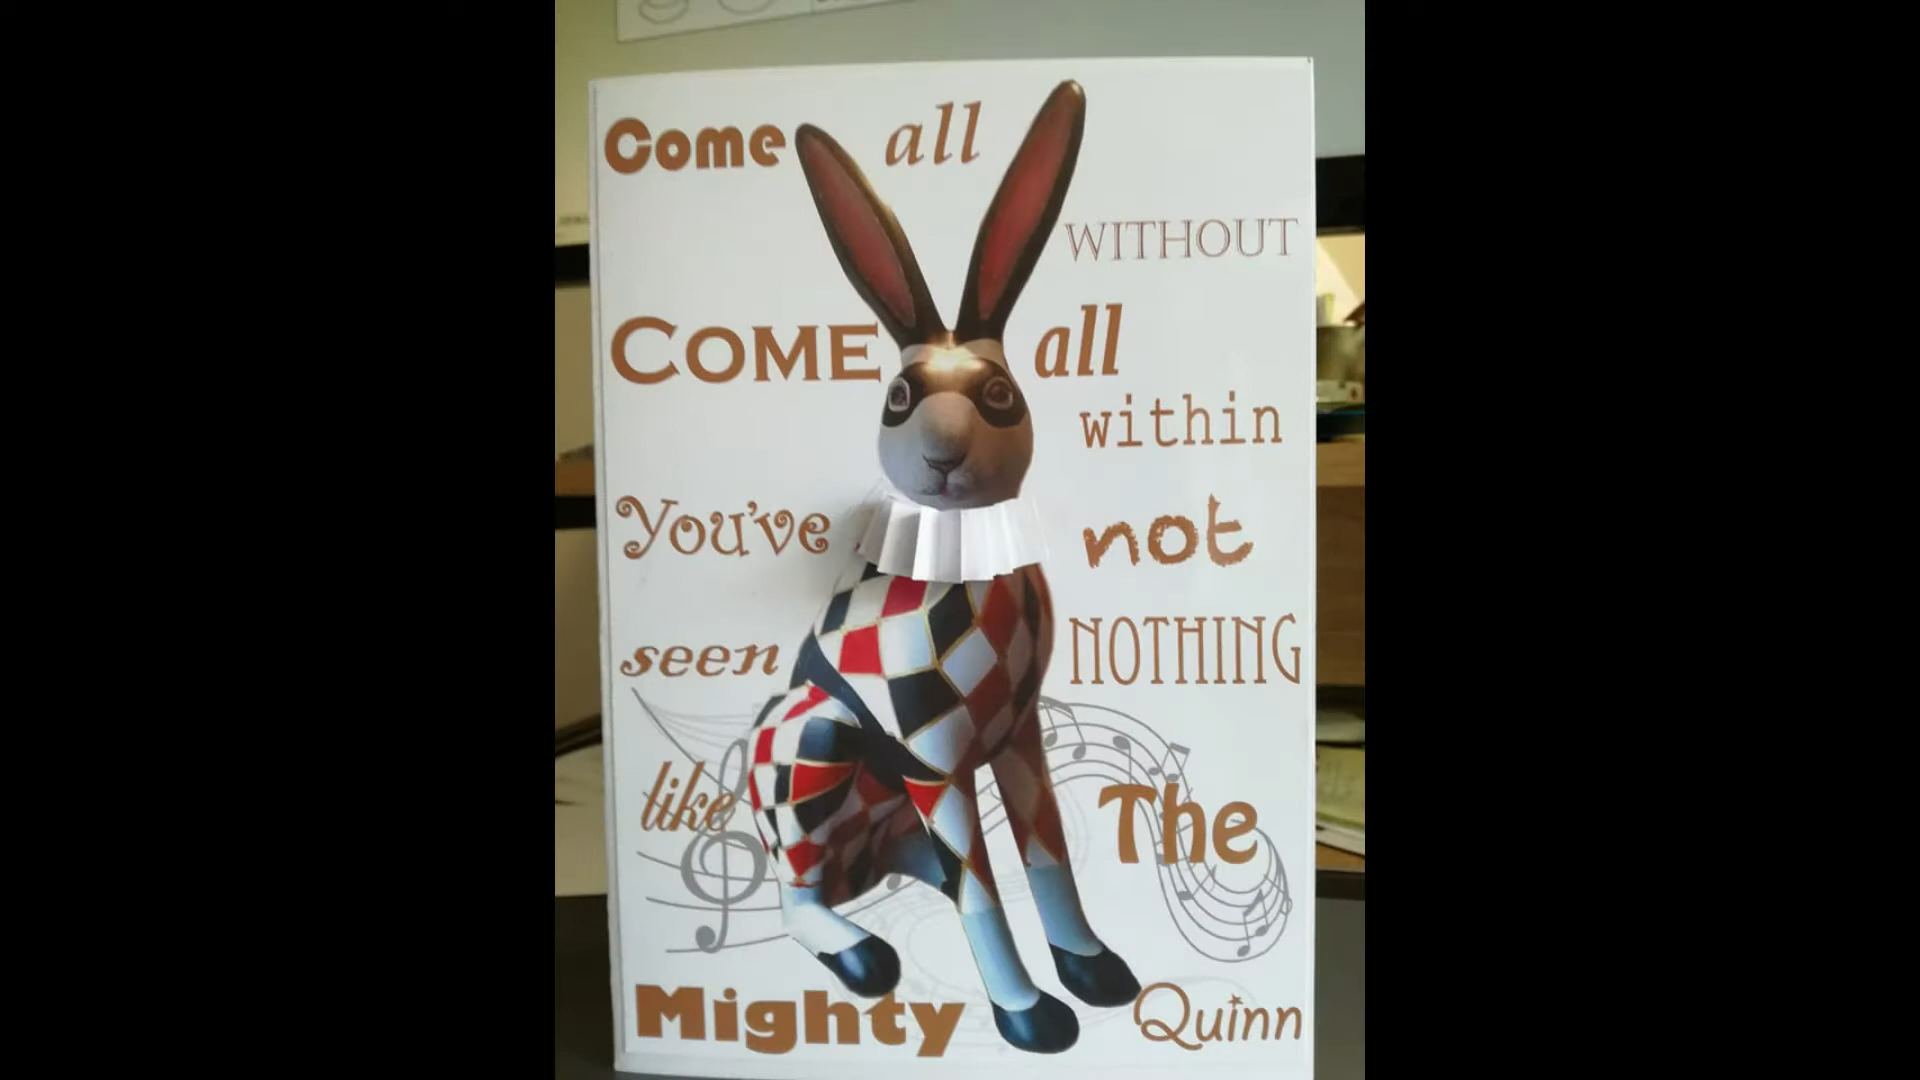 Come all
WITHOUT
COME all
within
You've not
seen NOTHING
like The
Mighty Quinn